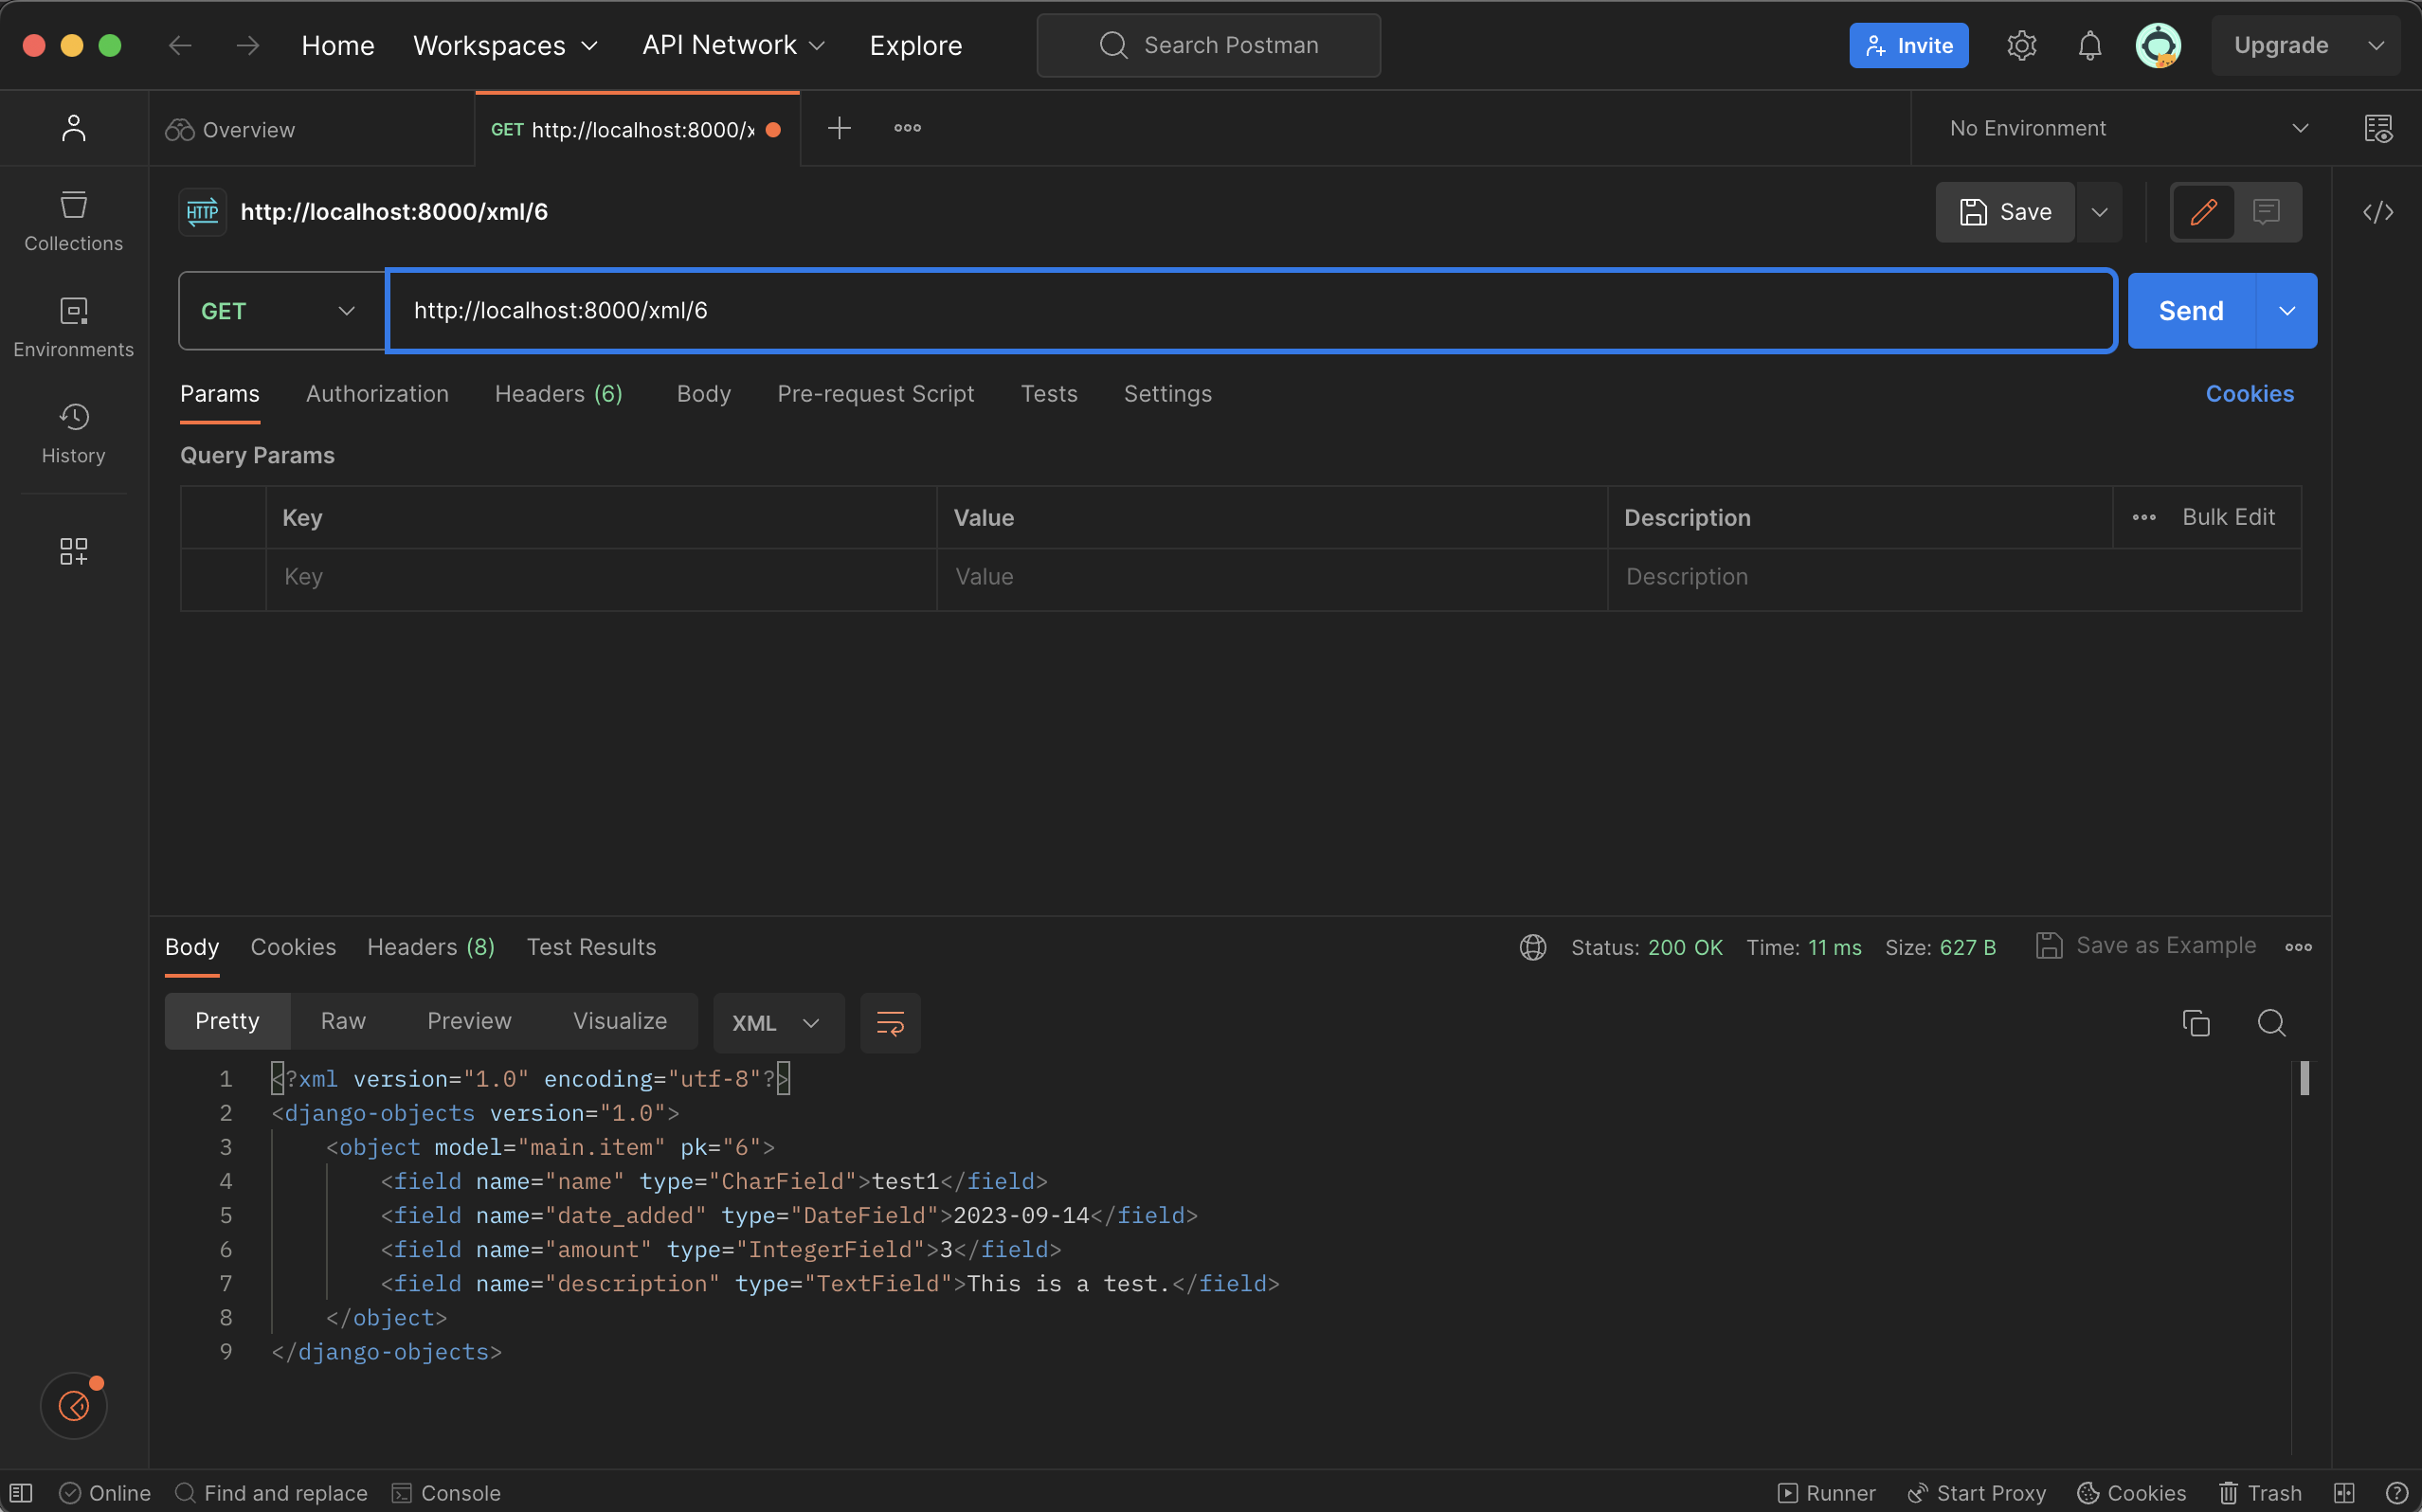 Home Workspaces API Network Explore Search Postman Invite Upgrade
Overview GET http://localhost:8000/x No Environment
HTTP http://localhost:8000/xml/6 Save
Collections
GET http://localhost:8000/xml/6 Send
Environments
Params Authorization Headers (6) Body Pre-request Script Tests Settings Cookies
History
Query Params
Key Value Description Bulk Edit
Key Value Description
Body Cookies Headers (8) Test Results Status: 200 OK Time: 11 ms Size: 627 B Save as Example
Pretty Raw Preview Visualize XML
1 <?xml version="1.0" encoding="utf-8"?>
2 <django-objects version="1.0">
3 <object model="main.item" pk="6">
4 <field name="name" type="CharField">test1</field>
5 <field name="date_added" type="DateField">2023-09-14</field>
6 <field name="amount" type="IntegerField">3</field>
7 <field name="description" type="TextField">This is a test.</field>
8 </object>
9 </django-objects>
Online Find and replace Console Runner Start Proxy Cookies Trash